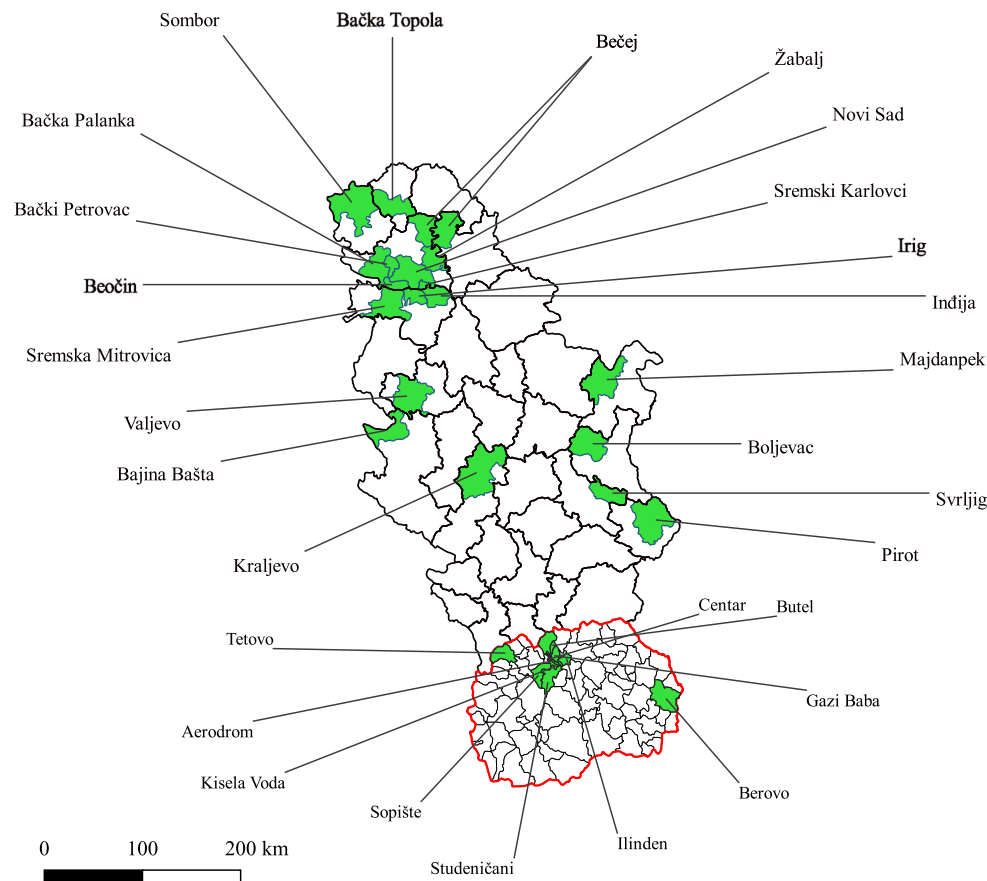 Sombor
Bačka Topola
Bečej
Žabalj
Bačka Palanka
Novi Sad
Sremski Karlovci
Bački Petrovac
Irig
Beočin
Inđija
Sremska Mitrovica
Majdanpek
Valjevo
Boljevac
Bajina Bašta
Svrljig
Pirot
Kraljevo
Centar
Butel
Tetovo
Gazi Baba
Aerodrom
Kisela Voda
Berovo
Sopište
Ilinden
Studeničani
0 100 200 km